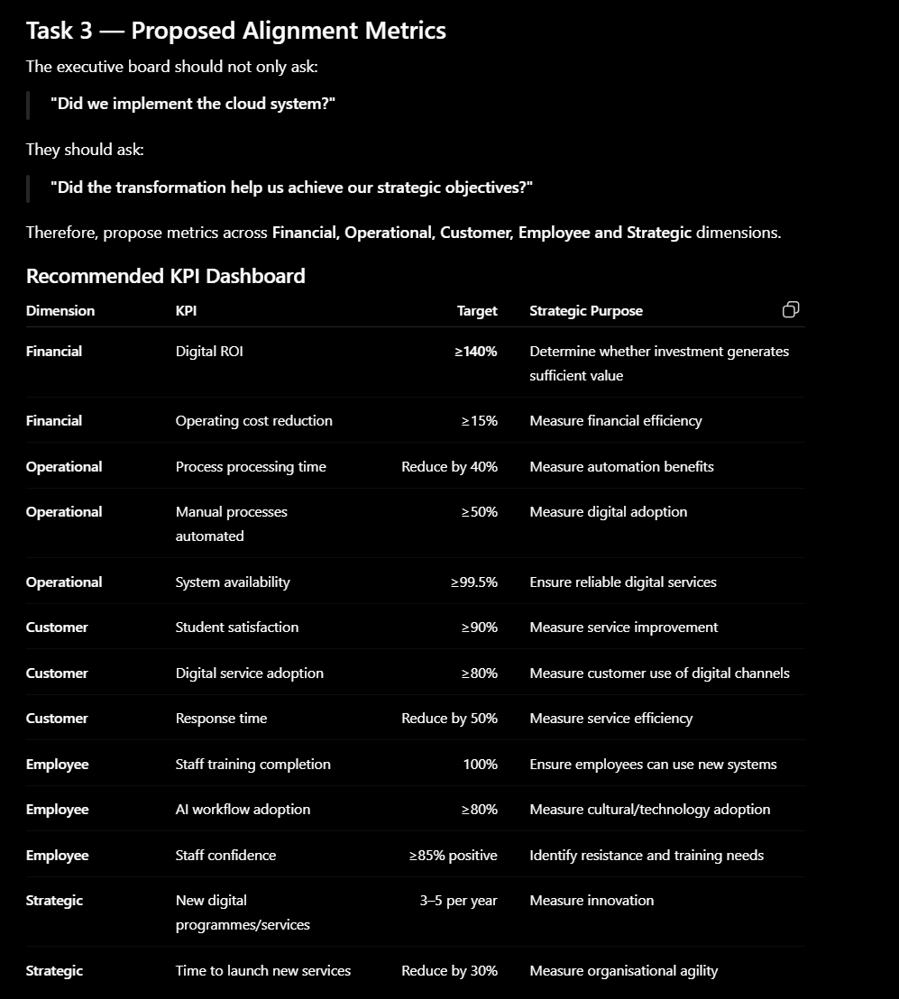 Task 3 — Proposed Alignment Metrics
The executive board should not only ask:
"Did we implement the cloud system?"
They should ask:
"Did the transformation help us achieve our strategic objectives?"
Therefore, propose metrics across Financial, Operational, Customer, Employee and Strategic dimensions.
Recommended KPI Dashboard
Dimension KPI Target Strategic Purpose
Financial Digital ROI ≥140% Determine whether investment generates
sufficient value
Financial Operating cost reduction ≥15% Measure financial efficiency
Operational Process processing time Reduce by 40% Measure automation benefits
Operational Manual processes ≥50% Measure digital adoption
automated
Operational System availability ≥99.5% Ensure reliable digital services
Customer Student satisfaction ≥90% Measure service improvement
Customer Digital service adoption ≥80% Measure customer use of digital channels
Customer Response time Reduce by 50% Measure service efficiency
Employee Staff training completion 100% Ensure employees can use new systems
Employee AI workflow adoption ≥80% Measure cultural/technology adoption
Employee Staff confidence ≥85% positive Identify resistance and training needs
Strategic New digital 3–5 per year Measure innovation
programmes/services
Strategic Time to launch new services Reduce by 30% Measure organisational agility